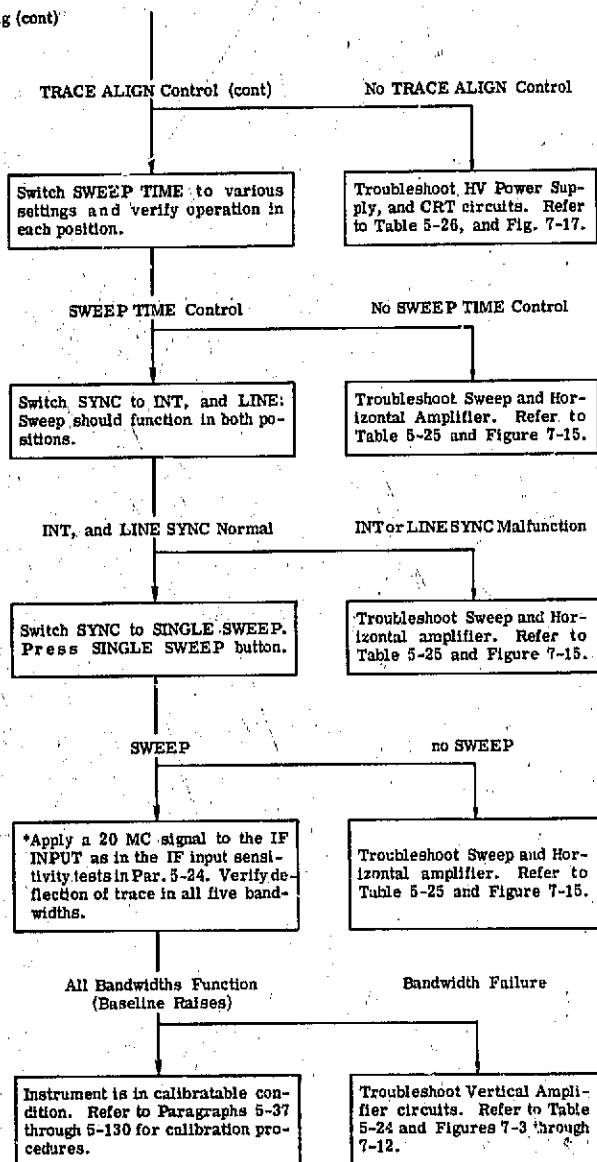 g (cont)
TRACE ALIGN Control (cont)
No TRACE ALIGN Control
Switch SWEEP TIME to various
settings and verify operation in
each position.
Troubleshoot HV Power Sup-
ply, and CRT circuits. Refer
to Table 5-26, and Fig. 7-17.
SWEEP TIME Control
No SWEEP TIME Control
Switch SYNC to INT, and LINE:
Sweep should function in both po-
sitions.
Troubleshoot Sweep and Hor-
izontal Amplifier. Refer to
Table 5-25 and Figure 7-15.
INT, and LINE SYNC Normal
INT or LINE SYNC Malfunction
Switch SYNC to SINGLE SWEEP.
Press SINGLE SWEEP button.
Troubleshoot Sweep and Hor-
izontal amplifier. Refer to
Table 5-25 and Figure 7-15.
SWEEP
no SWEEP
*Apply a 20 MC signal to the IF
INPUT as in the IF input sensi-
tivity tests in Par. 5-24. Verify de-
flection of trace in all five band-
widths.
Troubleshoot Sweep and Hor-
izontal amplifier. Refer to
Table 5-25 and Figure 7-15.
All Bandwidths Function
(Baseline Raises)
Bandwidth Failure
Instrument is in calibratable con-
dition. Refer to Paragraphs 5-37
through 5-130 for calibration pro-
cedures.
Troubleshoot Vertical Ampli-
fier circuits. Refer to Table
5-24 and Figures 7-3 through
7-12.